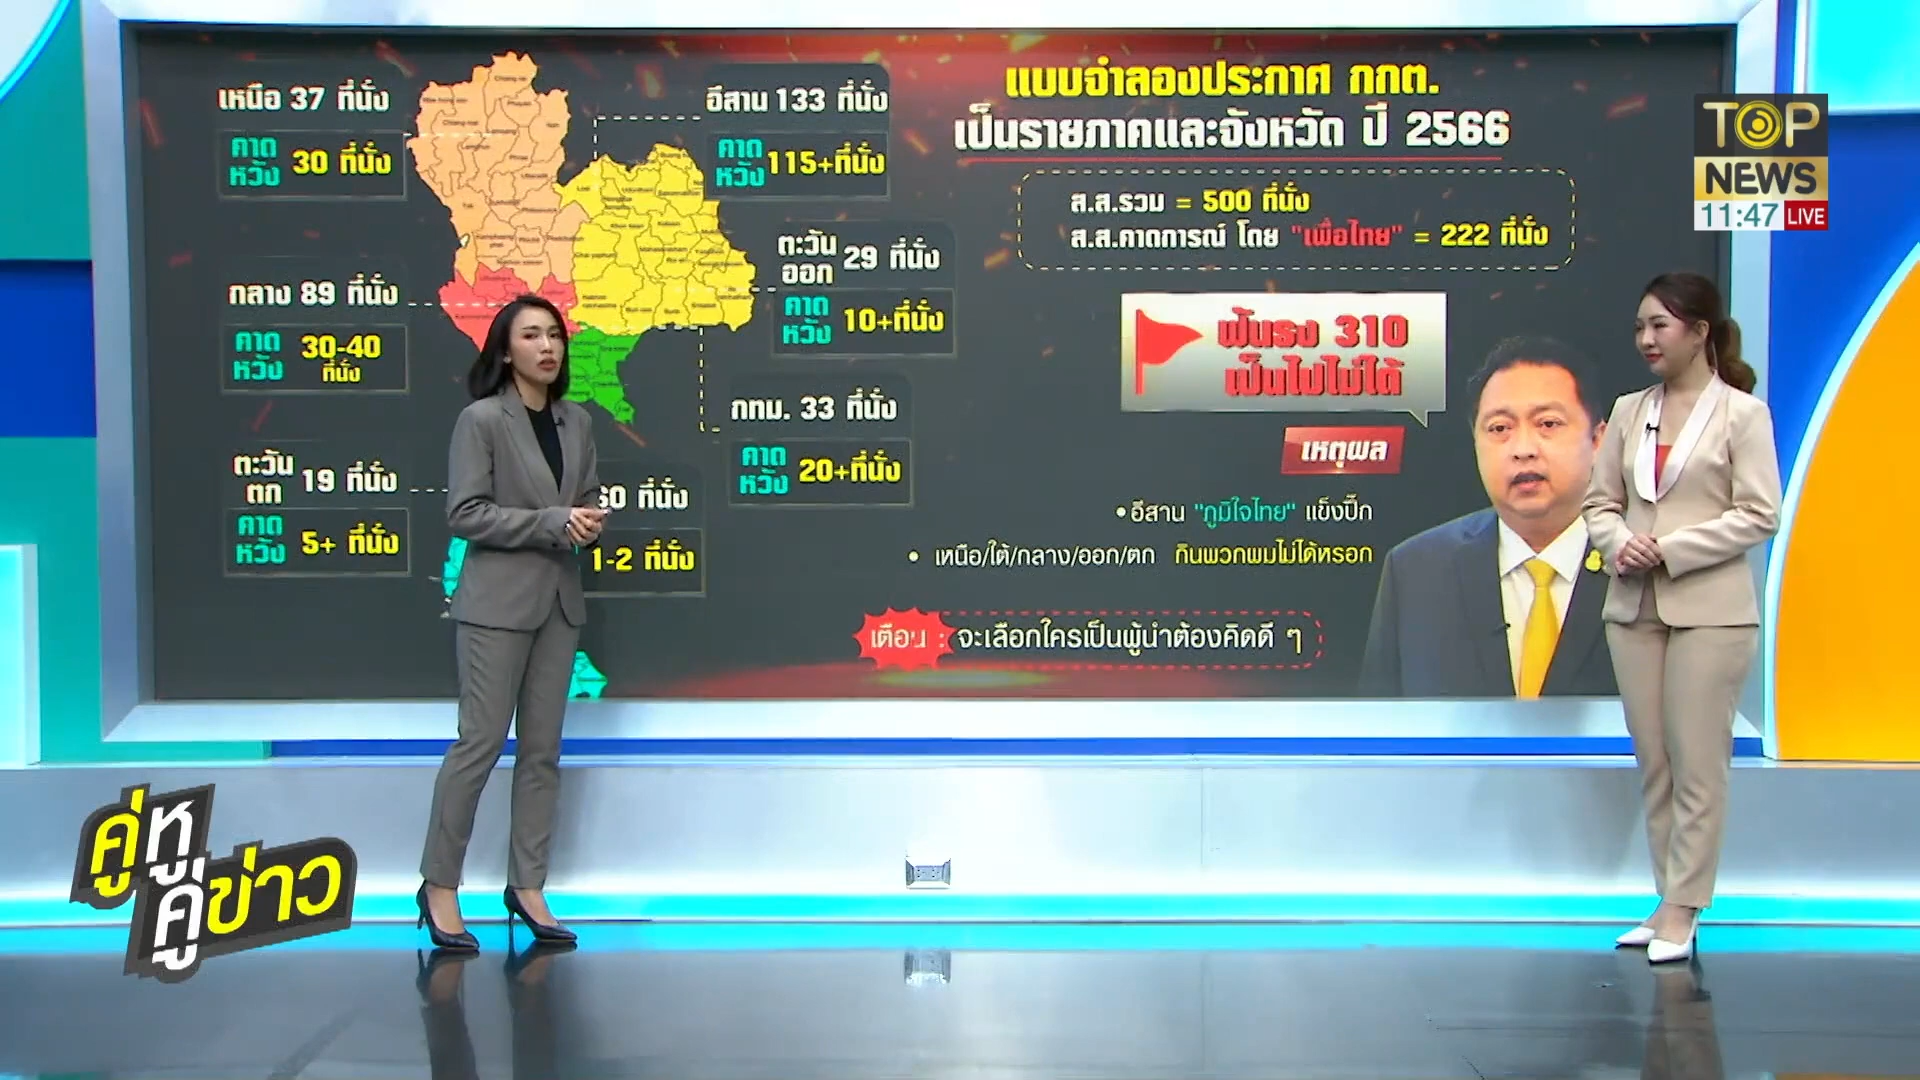 แบบจำลองประกาศ กกต.
เป็นรายภาคและจังหวัด ปี 2566
ส.ส.รวม = 500 ที่นั่ง
ส.ส.คาดการณ์ โดย "เพื่อไทย" = 222 ที่นั่ง
เหนือ 37 ที่นั่ง
คาดหวัง 30 ที่นั่ง
อีสาน 133 ที่นั่ง
คาดหวัง 115+ที่นั่ง
ตะวันออก 29 ที่นั่ง
คาดหวัง 10+ที่นั่ง
กลาง 89 ที่นั่ง
คาดหวัง 30-40 ที่นั่ง
กทม. 33 ที่นั่ง
คาดหวัง 20+ที่นั่ง
ตะวันตก 19 ที่นั่ง
คาดหวัง 5+ ที่นั่ง
ที่นั่ง
1-2 ที่นั่ง
ฟันธง 310
เป็นไปไม่ได้
เหตุผล
•อีสาน "ภูมิใจไทย" แข็งปึ๊ก
• เหนือ/ใต้/กลาง/ออก/ตก กินพวกผมไม่ได้หรอก
เตือน : จะเลือกใครเป็นผู้นำต้องคิดดี ๆ
TOP
NEWS
11:47 LIVE
คู่หู
คู่ข่าว